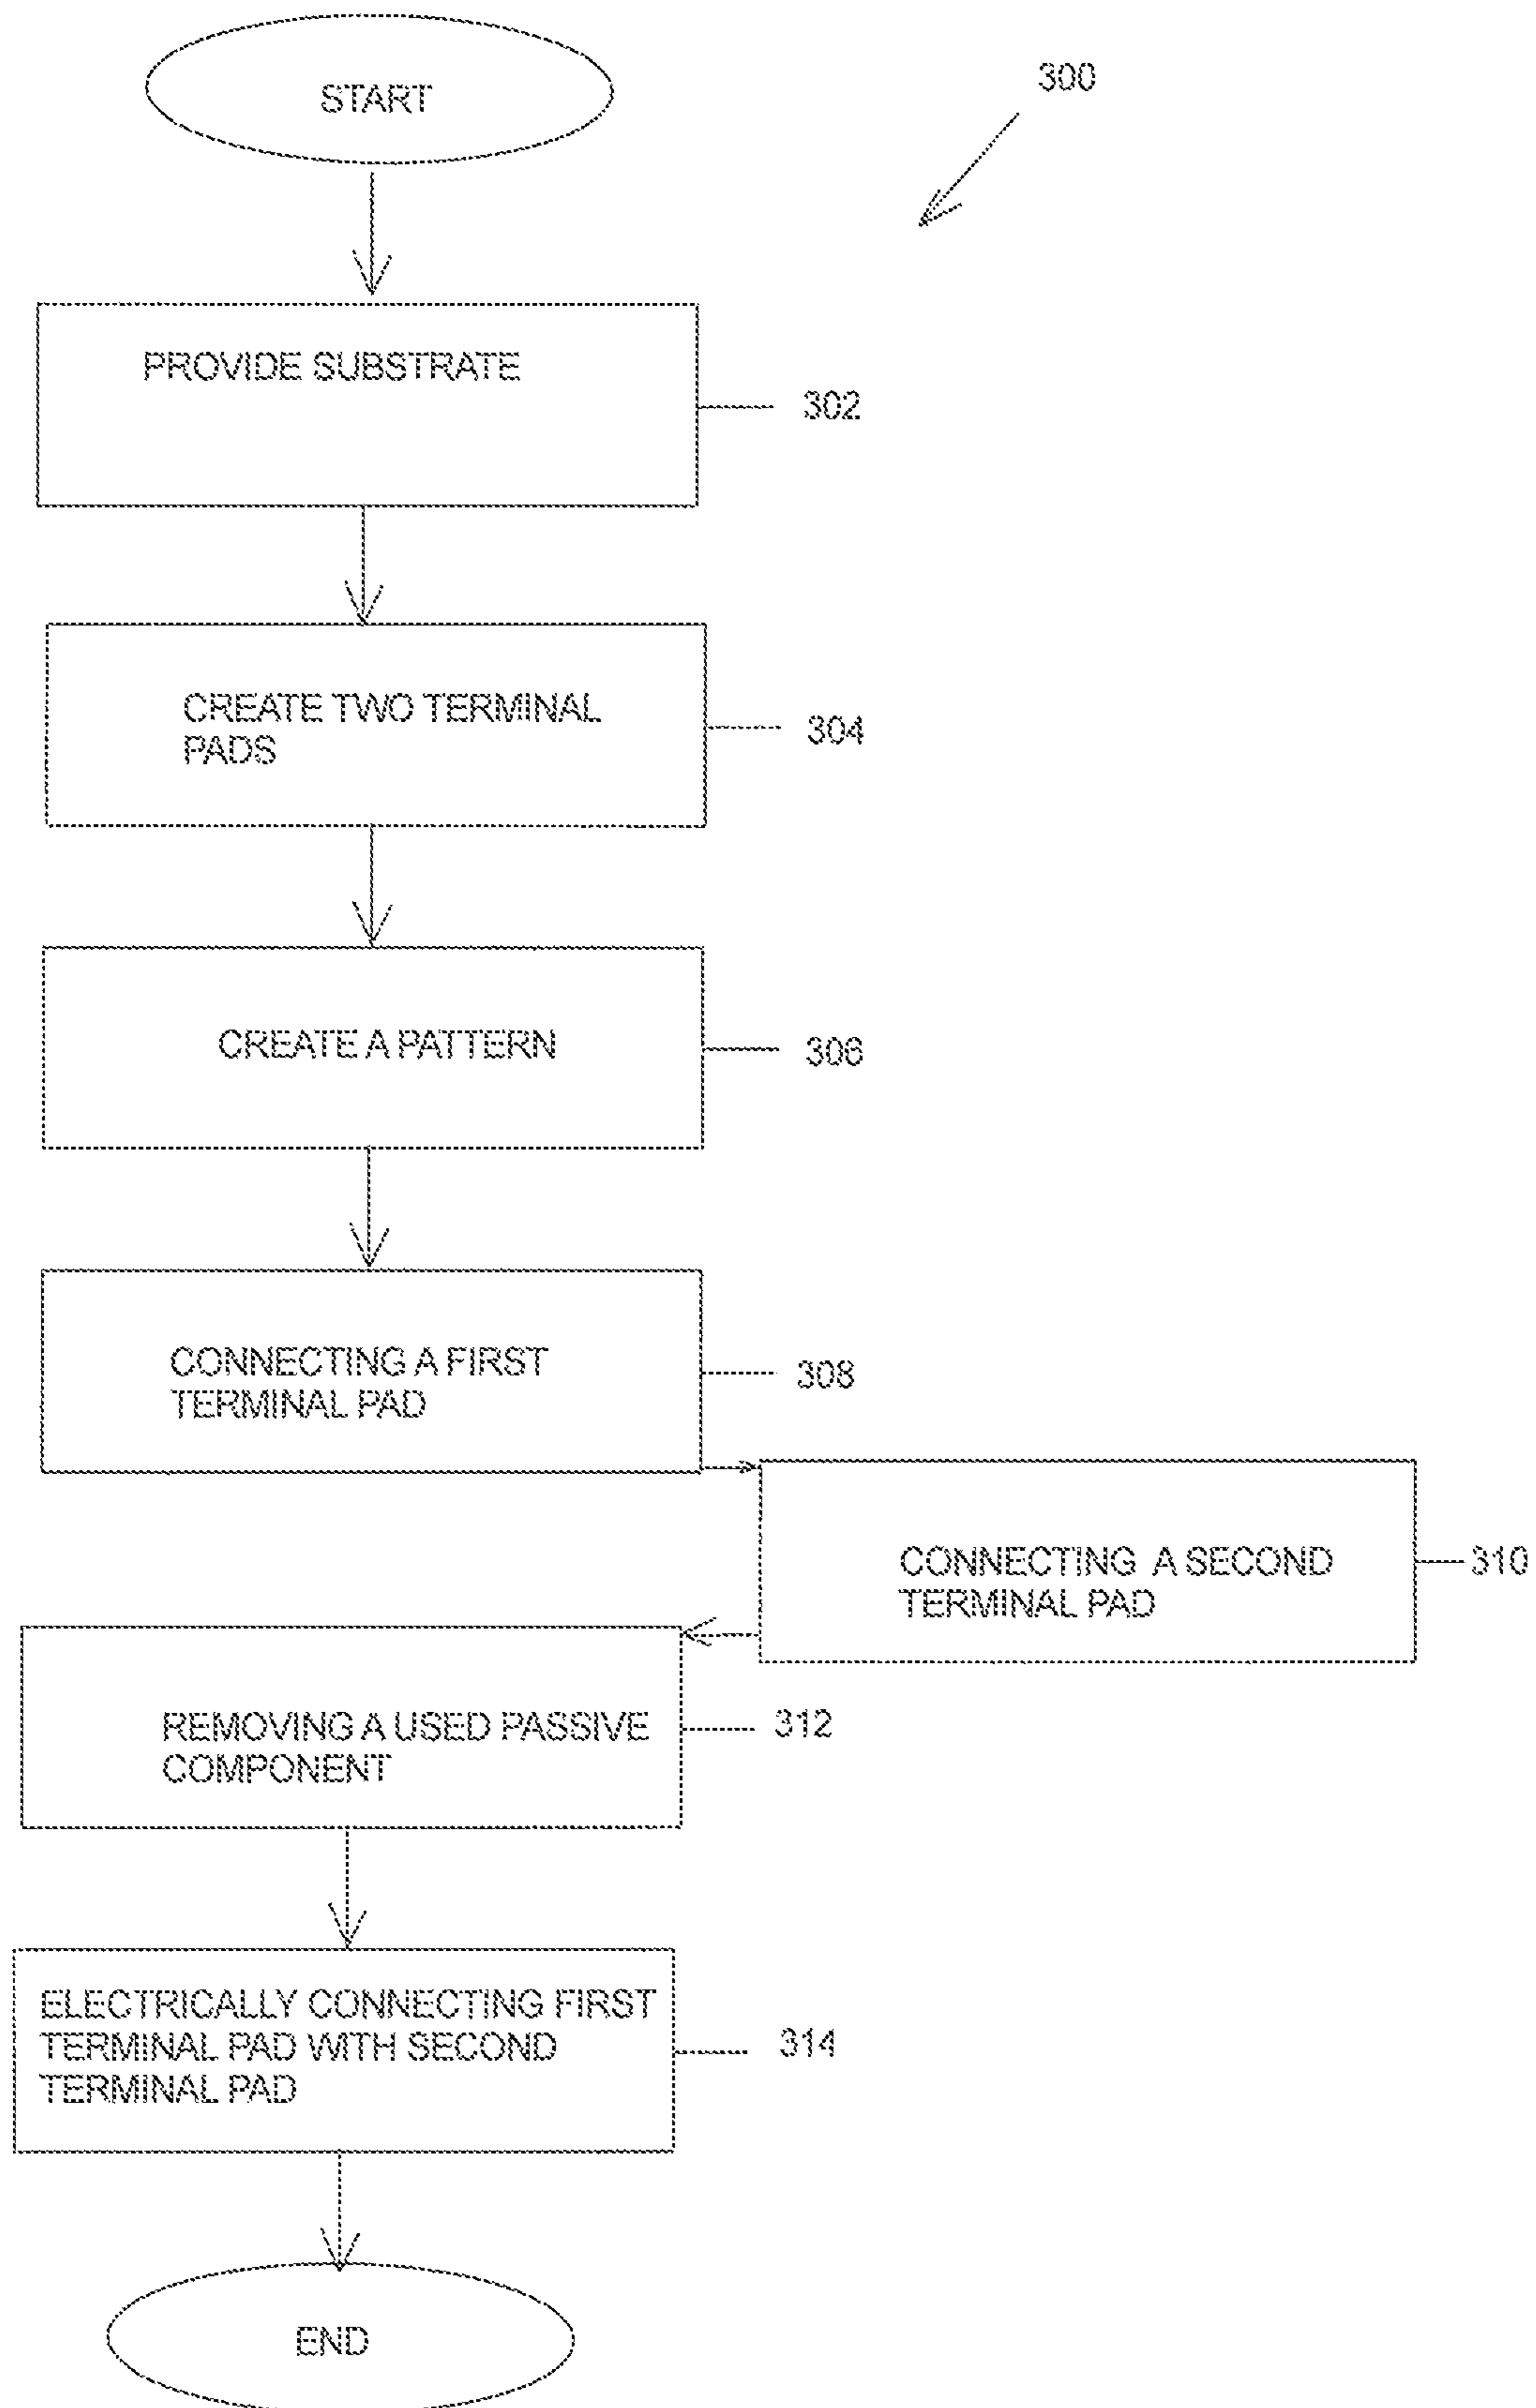 START
300
PROVIDE SUBSTRATE
302
CREATE TWO TERMINAL
PADS
304
CREATE A PATTERN
306
CONNECTING A FIRST
TERMINAL PAD
308
CONNECTING A SECOND
TERMINAL PAD
310
REMOVING A USED PASSIVE
COMPONENT
312
ELECTRICALLY CONNECTING FIRST
TERMINAL PAD WITH SECOND
TERMINAL PAD
314
END